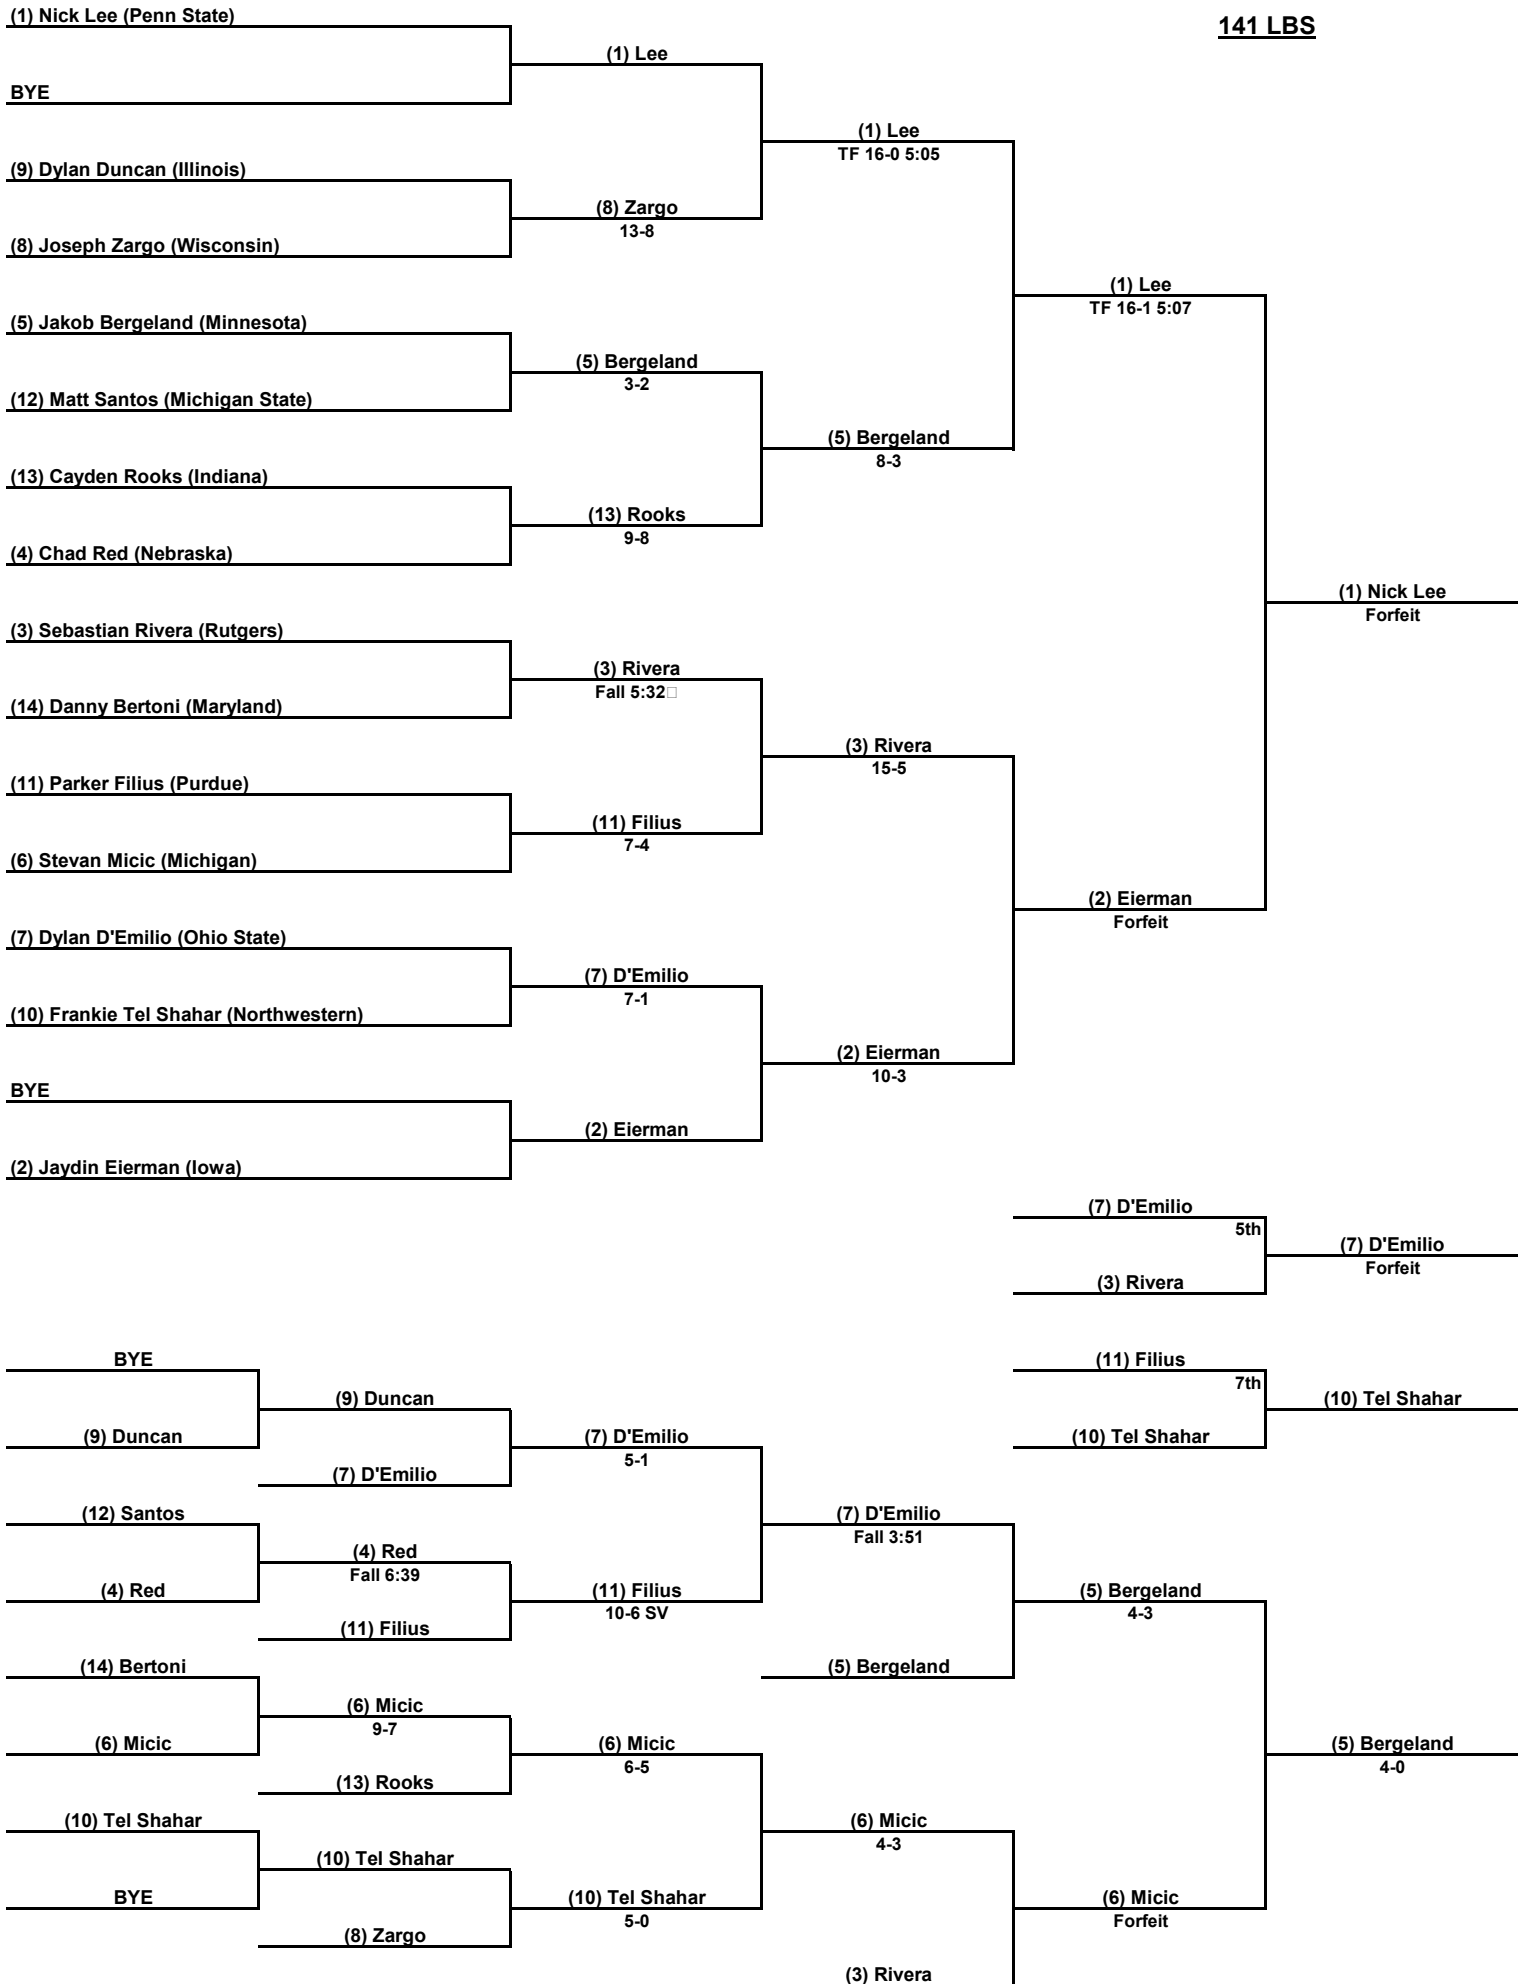 (1) Nick Lee (Penn State)
141 LBS
(1) Lee
BYE
(1) Lee
TF 16-0 5:05
(9) Dylan Duncan (Illinois)
(8) Zargo
13-8
(8) Joseph Zargo (Wisconsin)
(1) Lee
TF 16-1 5:07
(5) Jakob Bergeland (Minnesota)
(5) Bergeland
3-2
(12) Matt Santos (Michigan State)
(5) Bergeland
8-3
(13) Cayden Rooks (Indiana)
(13) Rooks
9-8
(4) Chad Red (Nebraska)
(1) Nick Lee
Forfeit
(3) Sebastian Rivera (Rutgers)
(3) Rivera
Fall 5:32
(14) Danny Bertoni (Maryland)
(3) Rivera
15-5
(11) Parker Filius (Purdue)
(11) Filius
7-4
(6) Stevan Micic (Michigan)
(2) Eierman
Forfeit
(7) Dylan D'Emilio (Ohio State)
(7) D'Emilio
7-1
(10) Frankie Tel Shahar (Northwestern)
(2) Eierman
10-3
BYE
(2) Eierman
(2) Jaydin Eierman (Iowa)
(7) D'Emilio
5th
(7) D'Emilio
Forfeit
(3) Rivera
BYE
(11) Filius
7th
(9) Duncan
(10) Tel Shahar
(9) Duncan
(7) D'Emilio
5-1
(10) Tel Shahar
(7) D'Emilio
(12) Santos
(7) D'Emilio
Fall 3:51
(4) Red
Fall 6:39
(4) Red
(11) Filius
10-6 SV
(5) Bergeland
4-3
(11) Filius
(14) Bertoni
(5) Bergeland
(6) Micic
9-7
(6) Micic
(6) Micic
6-5
(5) Bergeland
4-0
(13) Rooks
(10) Tel Shahar
(6) Micic
4-3
(10) Tel Shahar
BYE
(10) Tel Shahar
5-0
(6) Micic
Forfeit
(8) Zargo
(3) Rivera